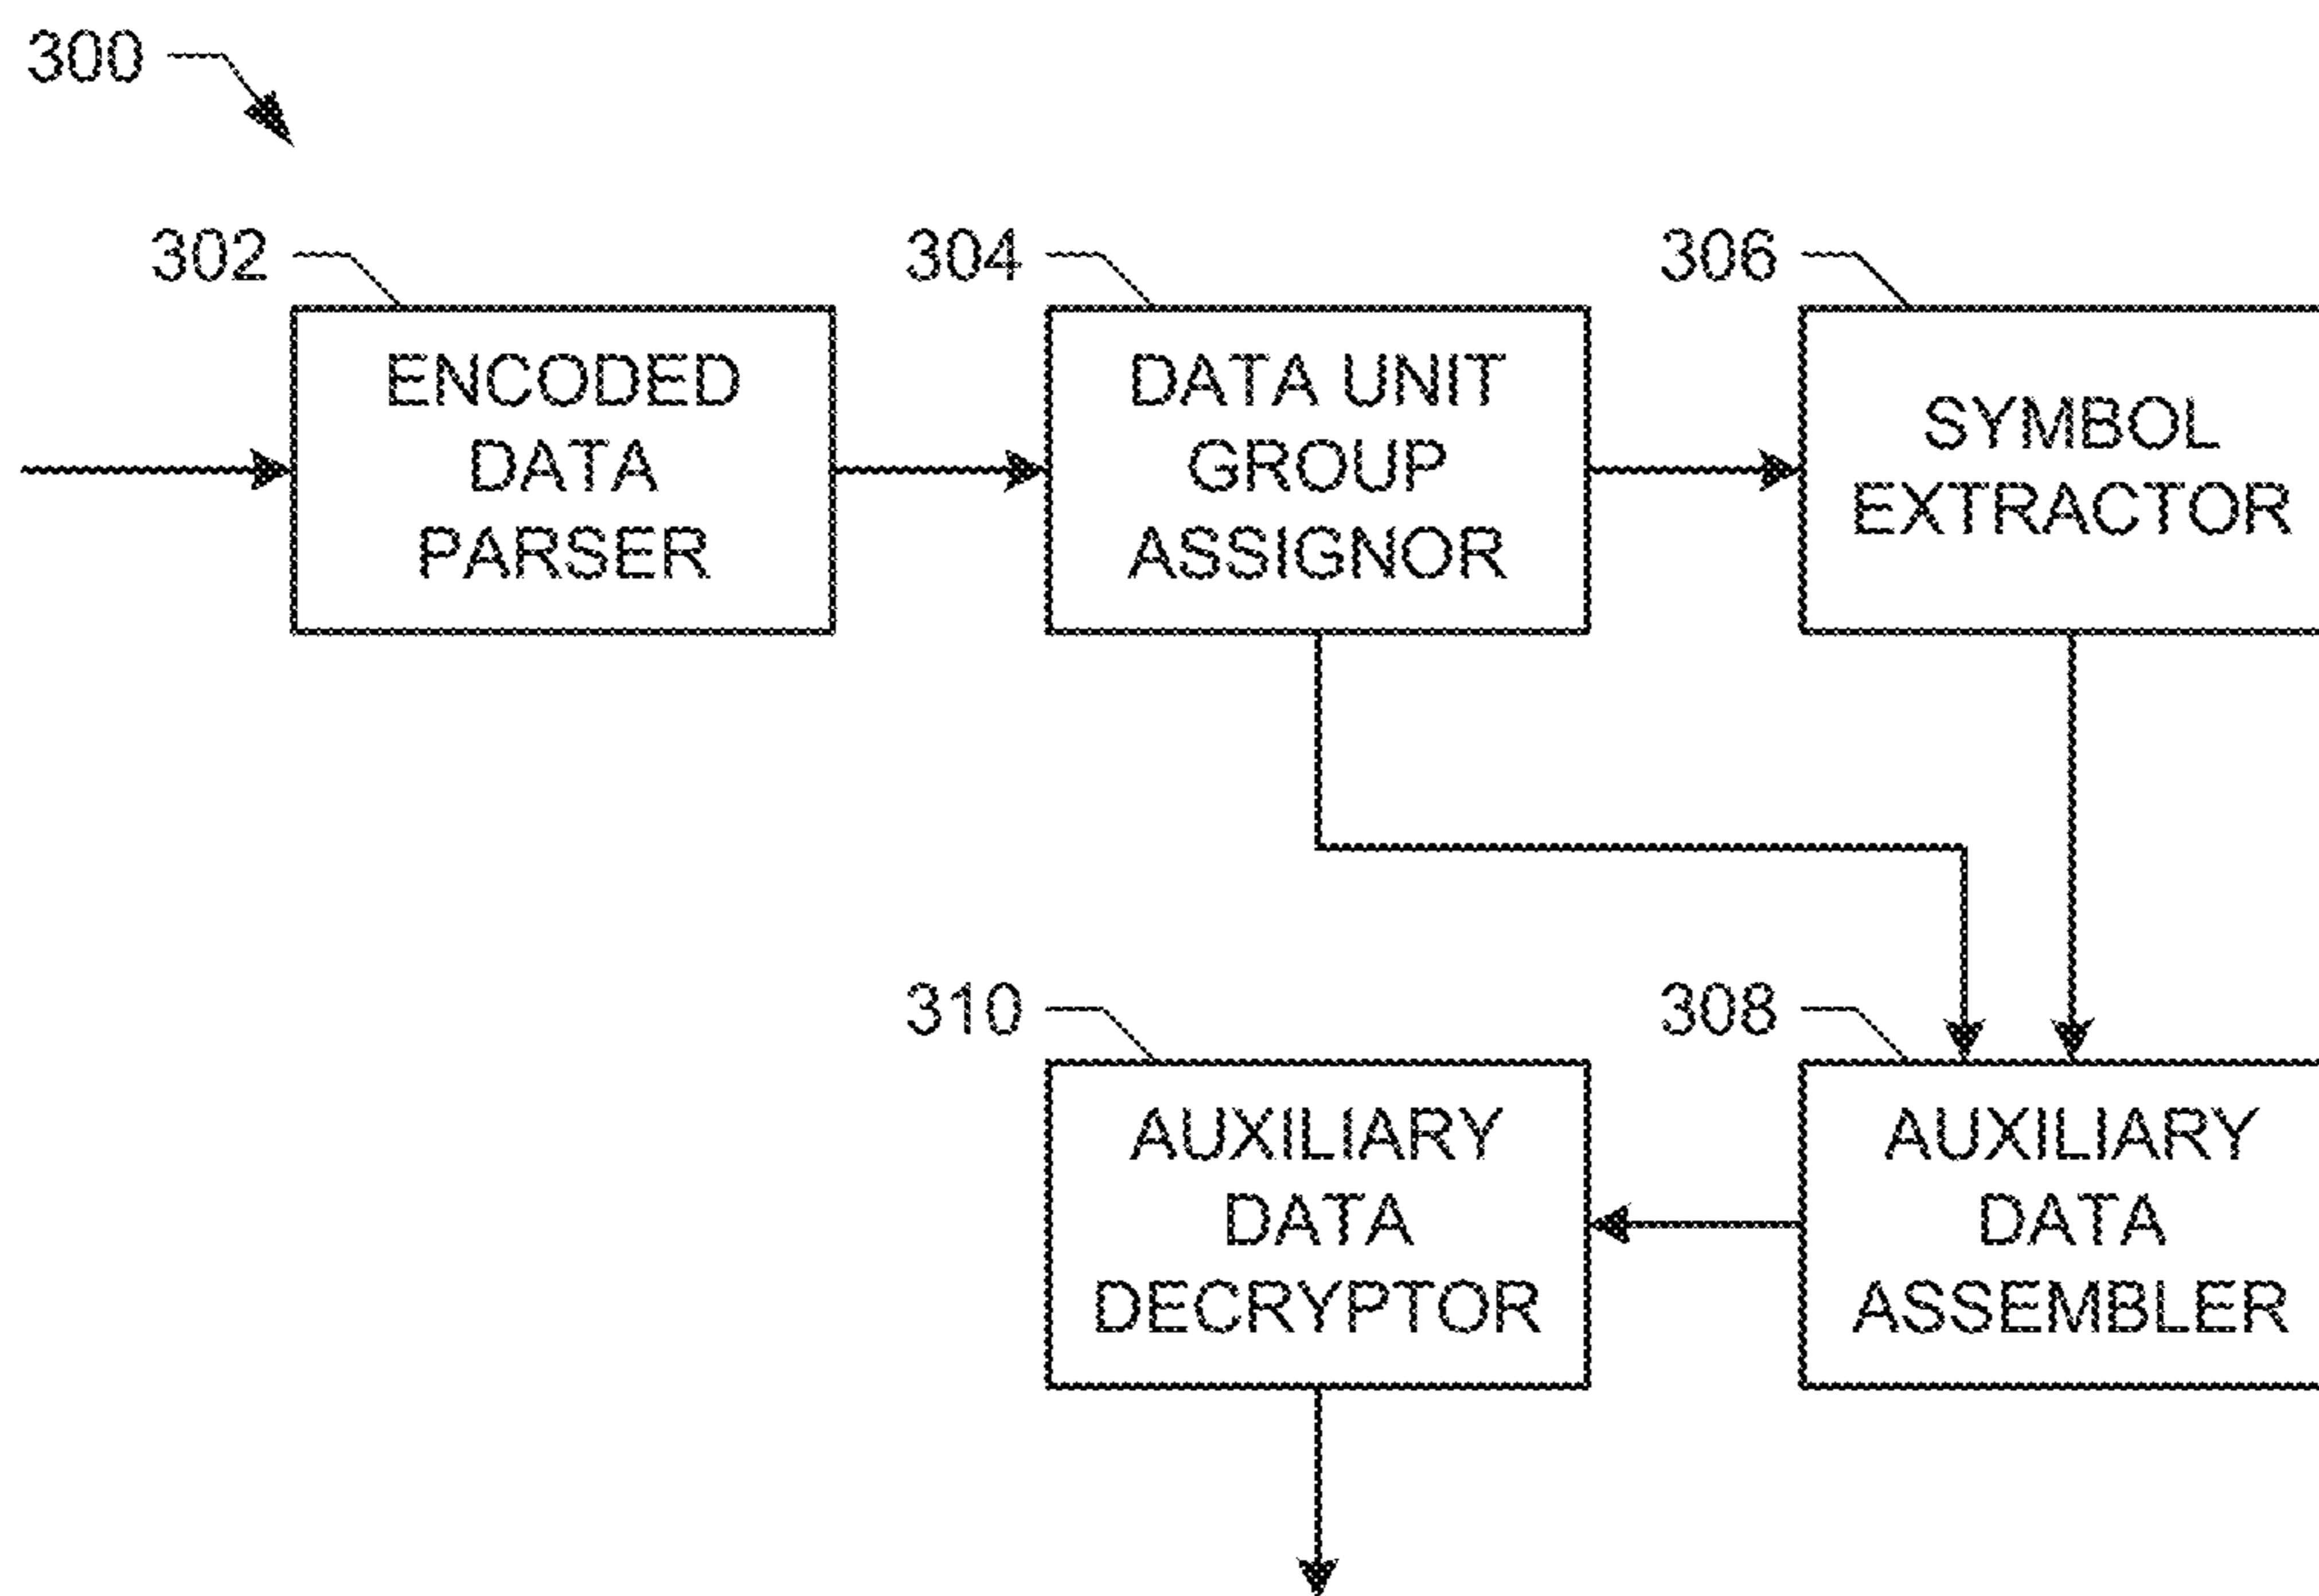 300
302
ENCODED
DATA
PARSER
304
DATA UNIT
GROUP
ASSIGNOR
306
SYMBOL
EXTRACTOR
310
AUXILIARY
DATA
DECRYPTOR
308
AUXILIARY
DATA
ASSEMBLER